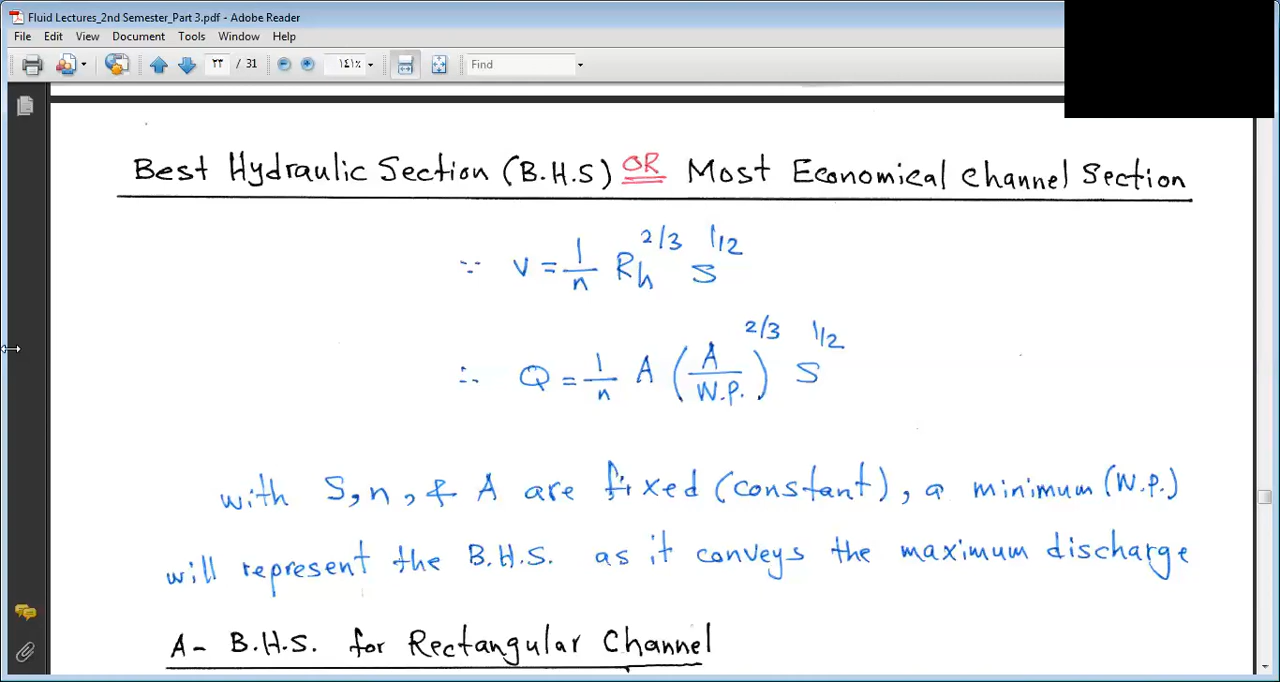 Fluid Lectures_2nd Semester_Part 3.pdf - Adobe Reader
File Edit View Document Tools Window Help
٢٣ / 31 ١٤١٪ Find
Best Hydraulic Section (B.H.S) OR Most Economical Channel Section
∵ V = 1/n Rh^2/3 S^1/2
∴ Q = 1/n A (A/W.P.)^2/3 S^1/2
with S, n, & A are fixed (constant), a minimum (W.P.)
will represent the B.H.S. as it conveys the maximum discharge
A- B.H.S. for Rectangular Channel